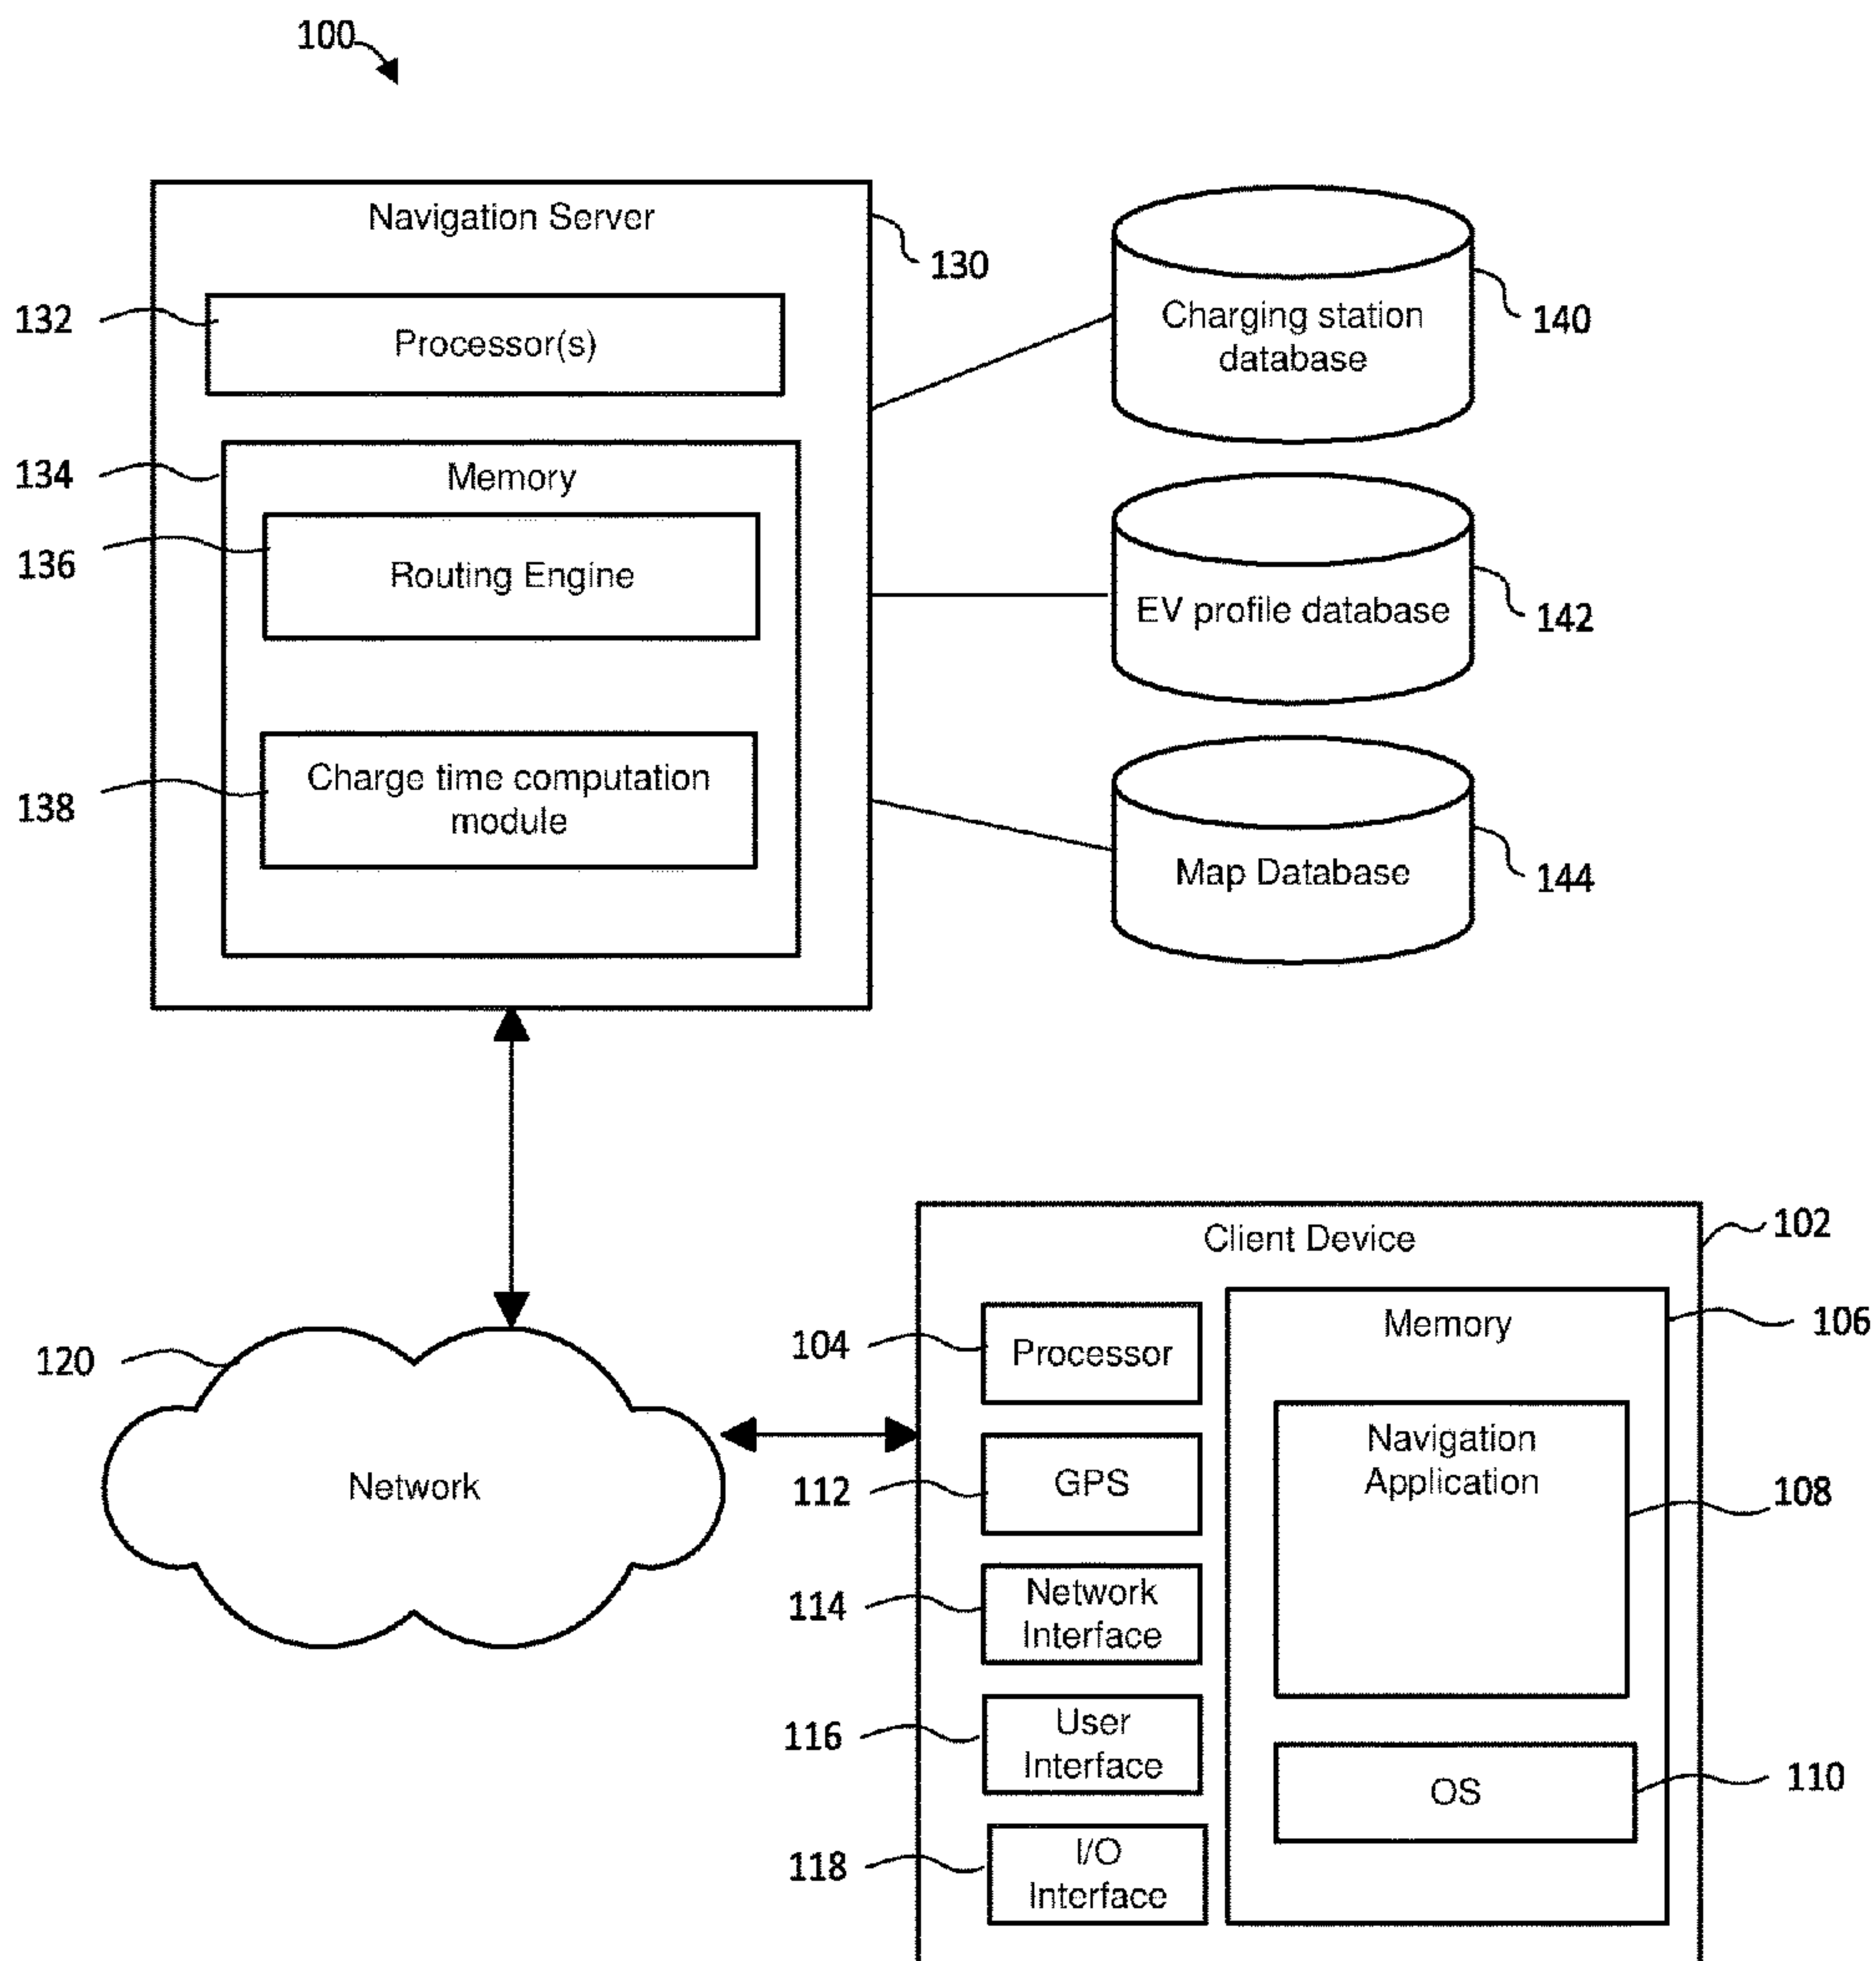 100
Navigation Server
130
132
Processor(s)
134
Memory
136
Routing Engine
138
Charge time computation
module
Charging station
database
140
EV profile database
142
Map Database
144
120
Network
Client Device
102
104
Processor
112
GPS
114
Network
Interface
116
User
Interface
118
I/O
Interface
Memory
106
Navigation
Application
108
OS
110